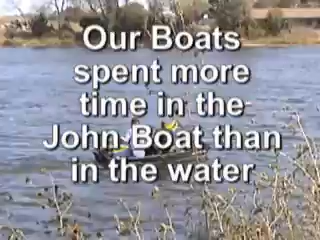 Our Boats
spent more
time in the
John Boat than
in the water